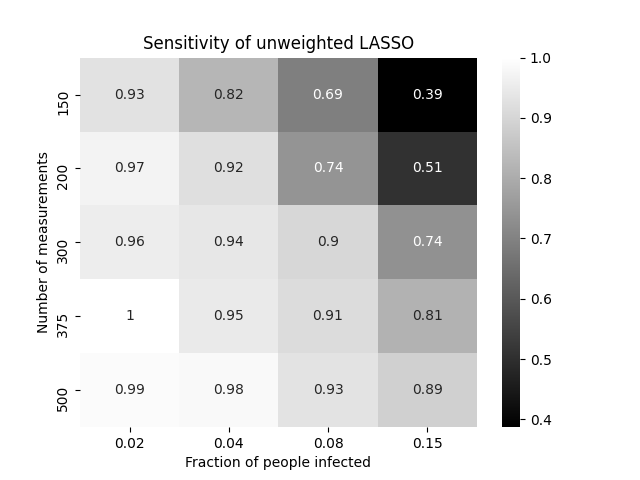 Sensitivity of unweighted LASSO
Number of measurements
150 0.93 0.82 0.69 0.39
200 0.97 0.92 0.74 0.51
300 0.96 0.94 0.9 0.74
375 1 0.95 0.91 0.81
500 0.99 0.98 0.93 0.89
0.02 0.04 0.08 0.15
Fraction of people infected
1.0
0.9
0.8
0.7
0.6
0.5
0.4